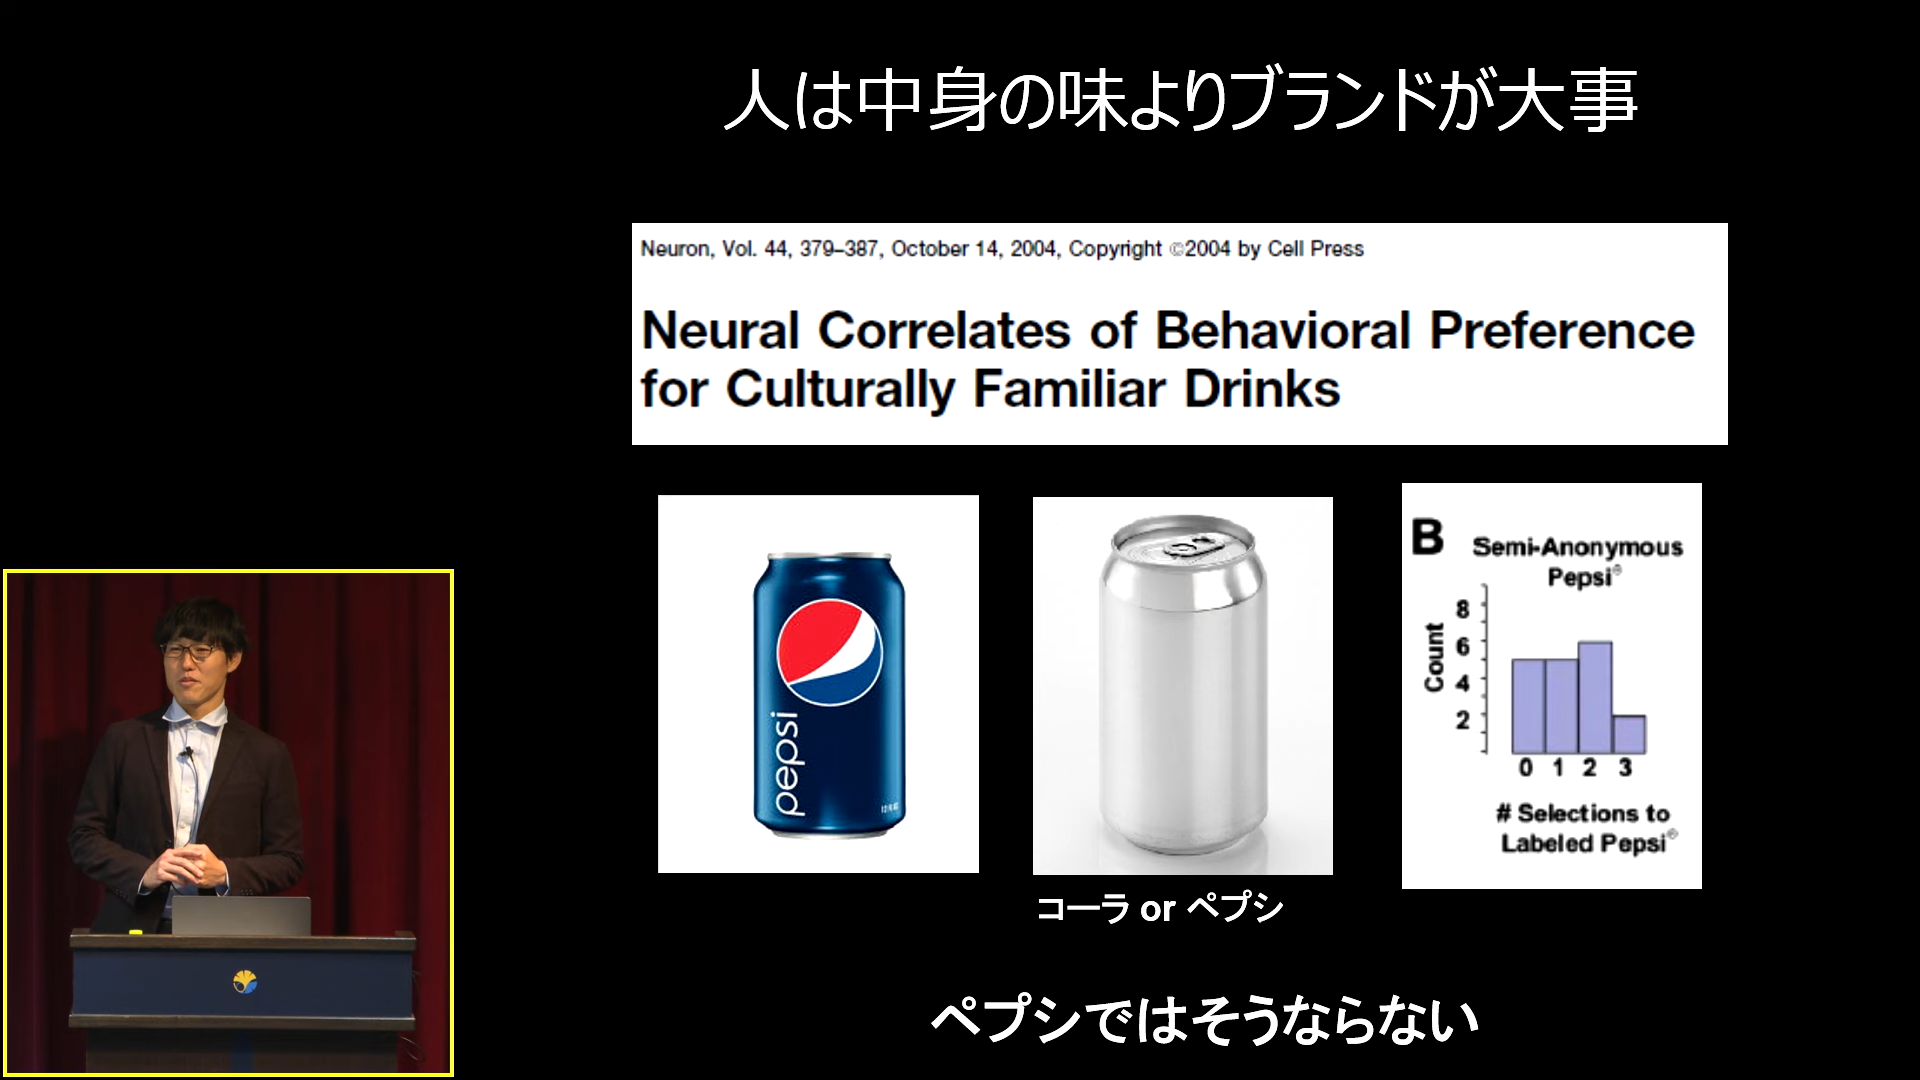 人は中身の味よりブランドが大事
Neuron, Vol. 44, 379–387, October 14, 2004, Copyright ©2004 by Cell Press
Neural Correlates of Behavioral Preference
for Culturally Familiar Drinks
pepsi
B
Semi-Anonymous
Pepsi®
Count
8
6
4
2
0 1 2 3
# Selections to
Labeled Pepsi®
コーラ or ペプシ
ペプシではそうならない